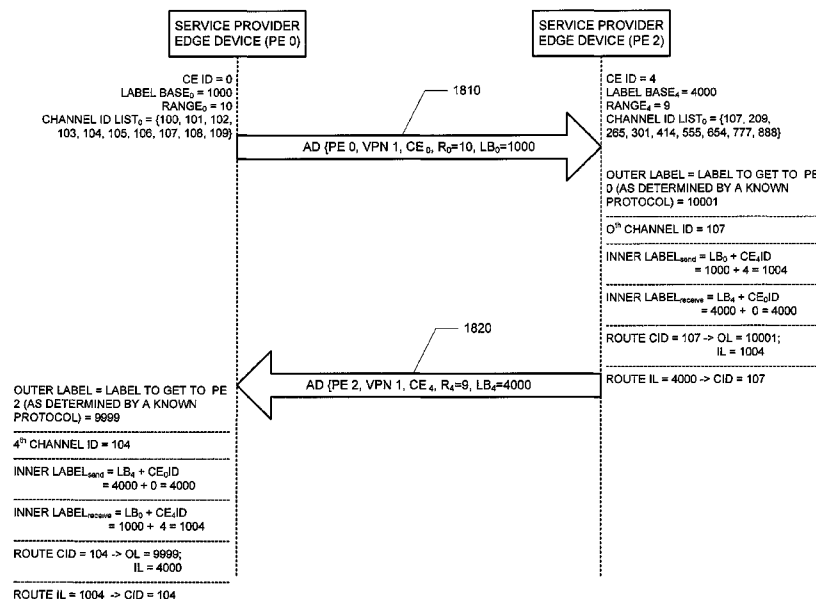 SERVICE PROVIDER
EDGE DEVICE (PE 0)
SERVICE PROVIDER
EDGE DEVICE (PE 2)
CE ID = 0
LABEL BASE₀ = 1000
RANGE₀ = 10
CHANNEL ID LIST₀ = {100, 101, 102,
103, 104, 105, 106, 107, 108, 109}
1810
CE ID = 4
LABEL BASE₄ = 4000
RANGE₄ = 9
CHANNEL ID LIST₀ = {107, 209,
265, 301, 414, 555, 654, 777, 888}
AD {PE 0, VPN 1, CE₀, R₀=10, LB₀=1000
OUTER LABEL = LABEL TO GET TO PE
0 (AS DETERMINED BY A KNOWN
PROTOCOL) = 10001
0th CHANNEL ID = 107
INNER LABELsend = LB₀ + CE₄ID
= 1000 + 4 = 1004
INNER LABELreceive = LB₄ + CE₀ID
= 4000 + 0 = 4000
ROUTE CID = 107 -> OL = 10001;
IL = 1004
ROUTE IL = 4000 -> CID = 107
1820
AD {PE 2, VPN 1, CE₄, R₄=9, LB₄=4000
OUTER LABEL = LABEL TO GET TO PE
2 (AS DETERMINED BY A KNOWN
PROTOCOL) = 9999
4th CHANNEL ID = 104
INNER LABELsend = LB₄ + CE₀ID
= 4000 + 0 = 4000
INNER LABELreceive = LB₀ + CE₄ID
= 1000 + 4 = 1004
ROUTE CID = 104 -> OL = 9999;
IL = 4000
ROUTE IL = 1004 -> CID = 104